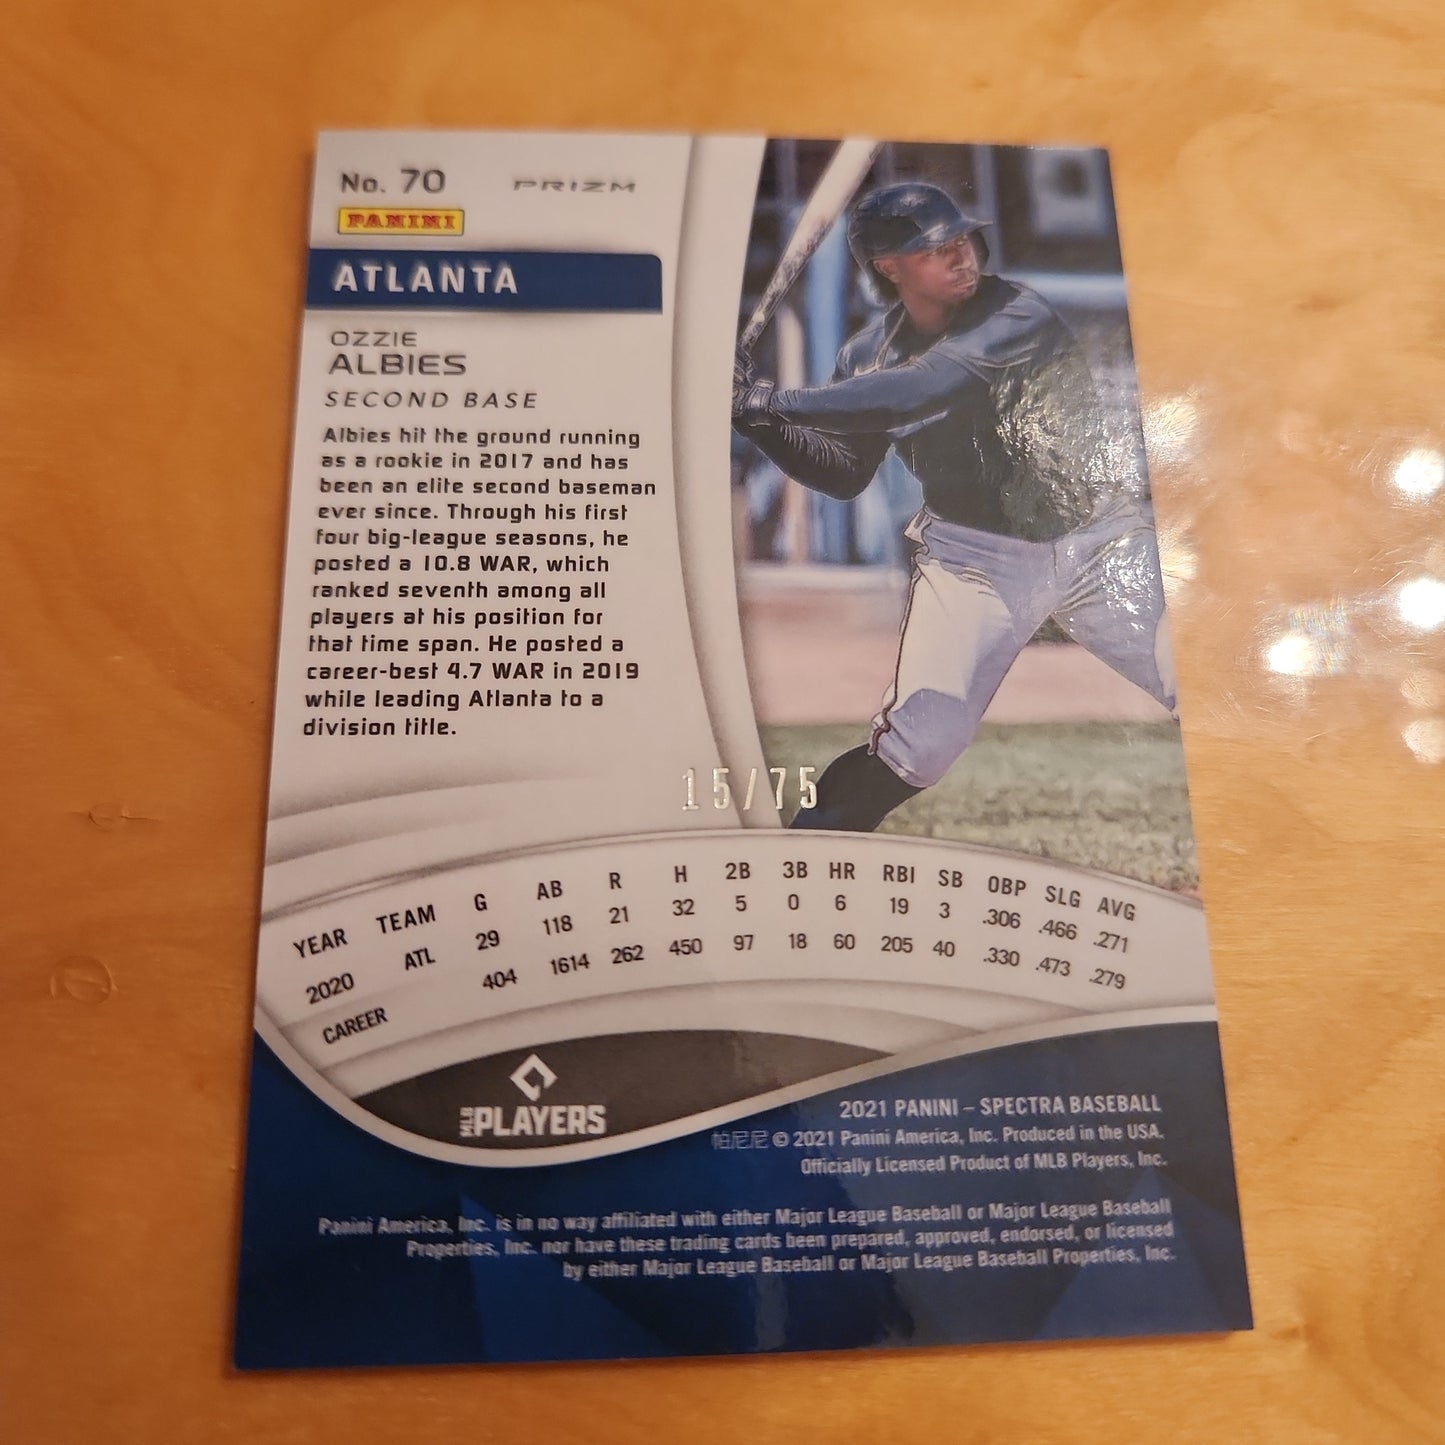 No. 70 PRIZM
PANINI
ATLANTA
OZZIE
ALBIES
SECOND BASE
Albies hit the ground running
as a rookie in 2017 and has
been an elite second baseman
ever since. Through his first
four big-league seasons, he
posted a 10.8 WAR, which
ranked seventh among all
players at his position for
that time span. He posted a
career-best 4.7 WAR in 2019
while leading Atlanta to a
division title.
15/75
YEAR TEAM G AB R H 2B 3B HR RBI SB OBP SLG AVG
2020 ATL 29 118 21 32 5 0 6 19 3 .306 .466 .271
CAREER 404 1614 262 450 97 18 60 205 40 .330 .473 .279
MLB PLAYERS
2021 PANINI – SPECTRA BASEBALL
帕尼尼 © 2021 Panini America, Inc. Produced in the USA.
Officially Licensed Product of MLB Players, Inc.
Panini America, Inc. is in no way affiliated with either Major League Baseball or Major League Baseball
Properties, Inc. nor have these trading cards been prepared, approved, endorsed, or licensed
by either Major League Baseball or Major League Baseball Properties, Inc.